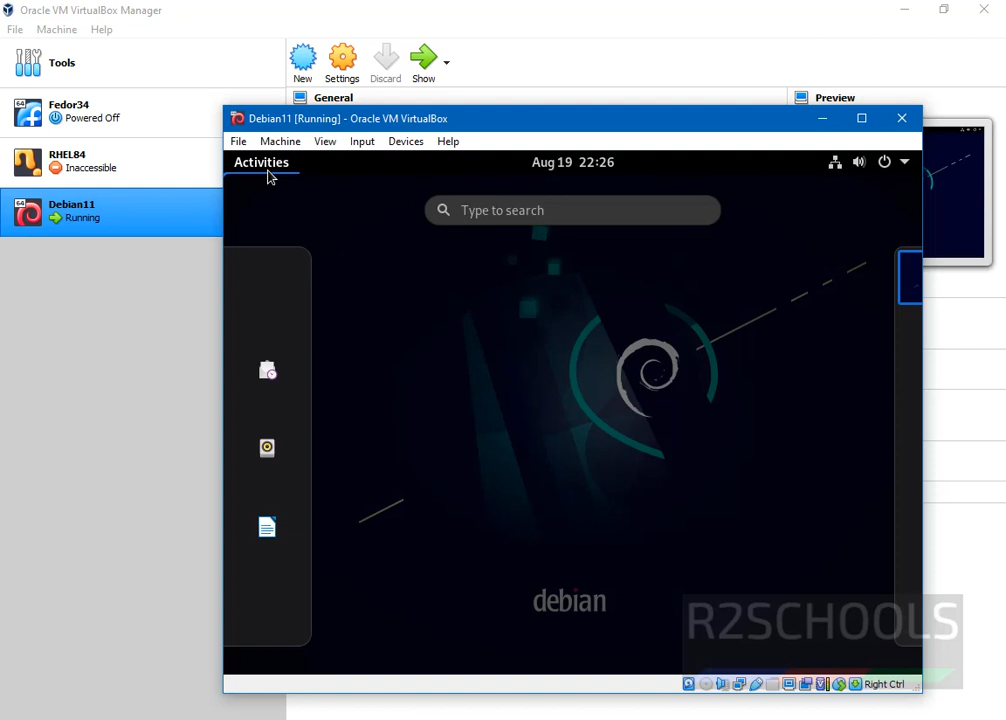 Oracle VM VirtualBox Manager
File Machine Help
Tools
New Settings Discard Show
64 Fedor34
Powered Off
RHEL84
Inaccessible
64 Debian11
Running
General
Preview
Debian11 [Running] - Oracle VM VirtualBox
File Machine View Input Devices Help
Activities Aug 19 22:26
Type to search
debian
R2SCHOOLS
Right Ctrl